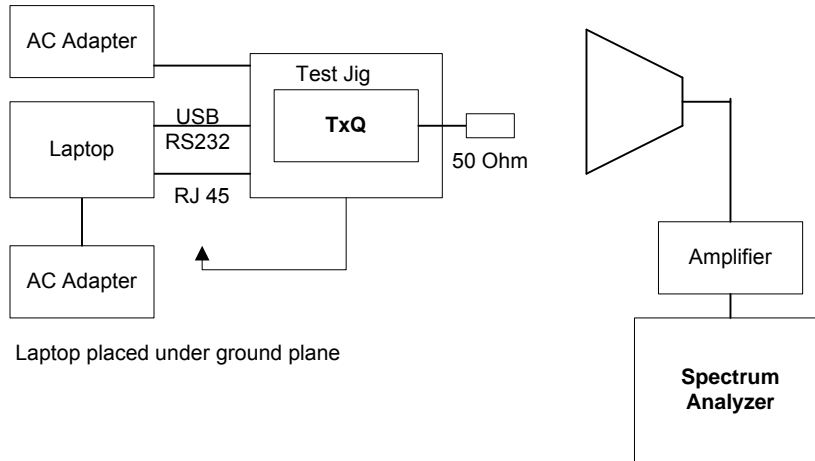 AC Adapter
Test Jig
TxQ
USB
RS232
Laptop
50 Ohm
RJ 45
Amplifier
AC Adapter
Laptop placed under ground plane
Spectrum
Analyzer